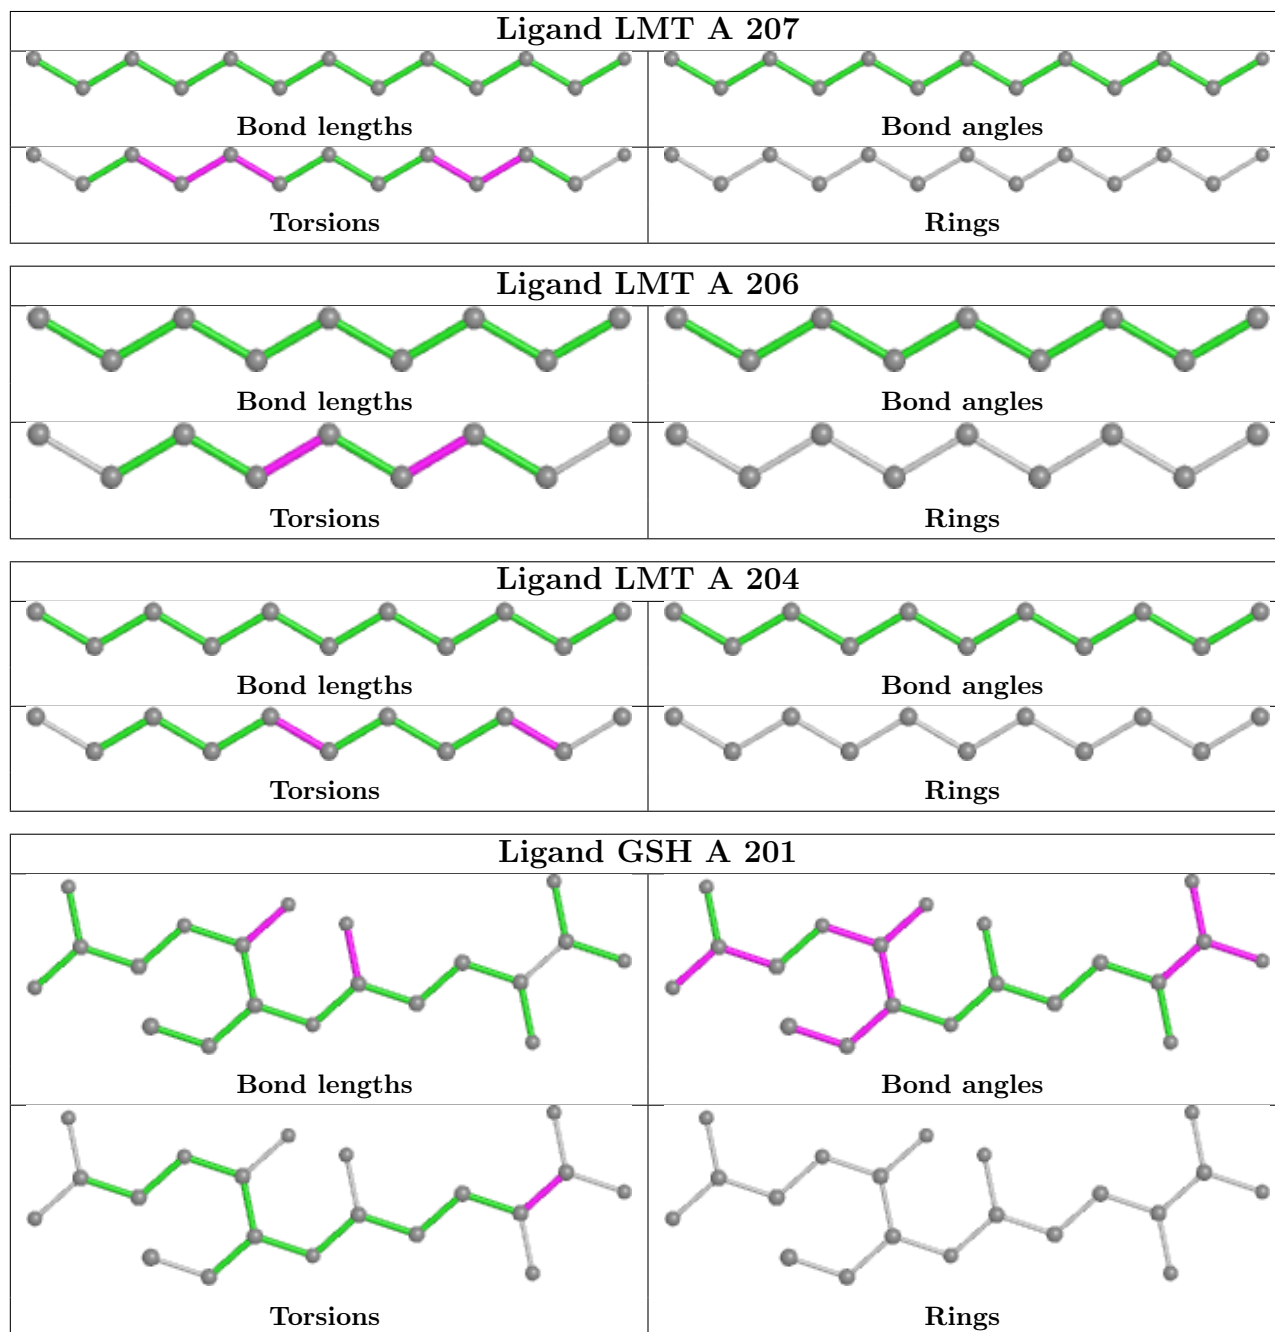 Ligand LMT A 207
Bond lengths
Bond angles
Torsions
Rings
Ligand LMT A 206
Bond lengths
Bond angles
Torsions
Rings
Ligand LMT A 204
Bond lengths
Bond angles
Torsions
Rings
Ligand GSH A 201
Bond lengths
Bond angles
Torsions
Rings